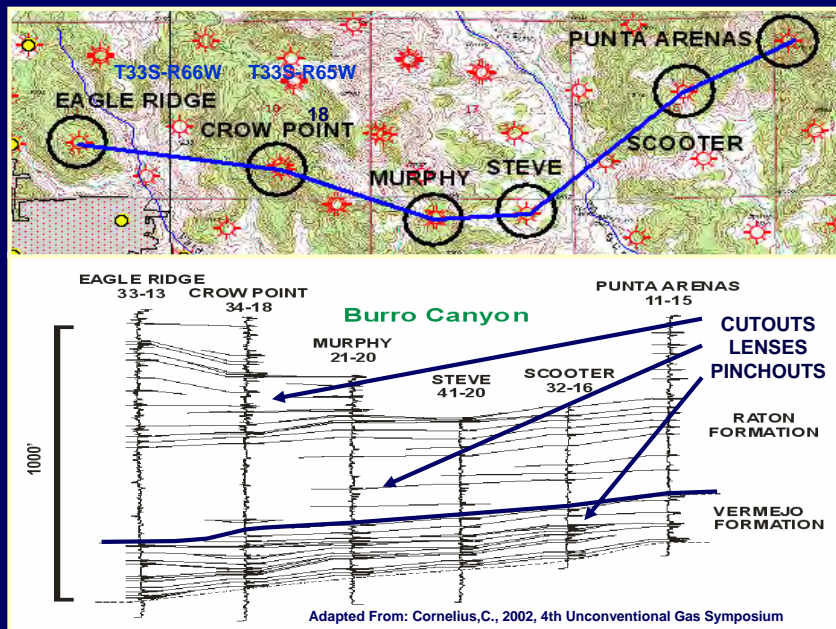 PUNTA ARENAS
T33S-R66W T33S-R65W
EAGLE RIDGE
18
CROW POINT
17
SCOOTER
STEVE
MURPHY
EAGLE RIDGE
33-13
CROW POINT
34-18
Burro Canyon
PUNTA ARENAS
11-15
CUTOUTS
LENSES
PINCHOUTS
MURPHY
21-20
STEVE
41-20
SCOOTER
32-16
RATON
FORMATION
1000'
VERMEJO
FORMATION
Adapted From: Cornelius,C., 2002, 4th Unconventional Gas Symposium